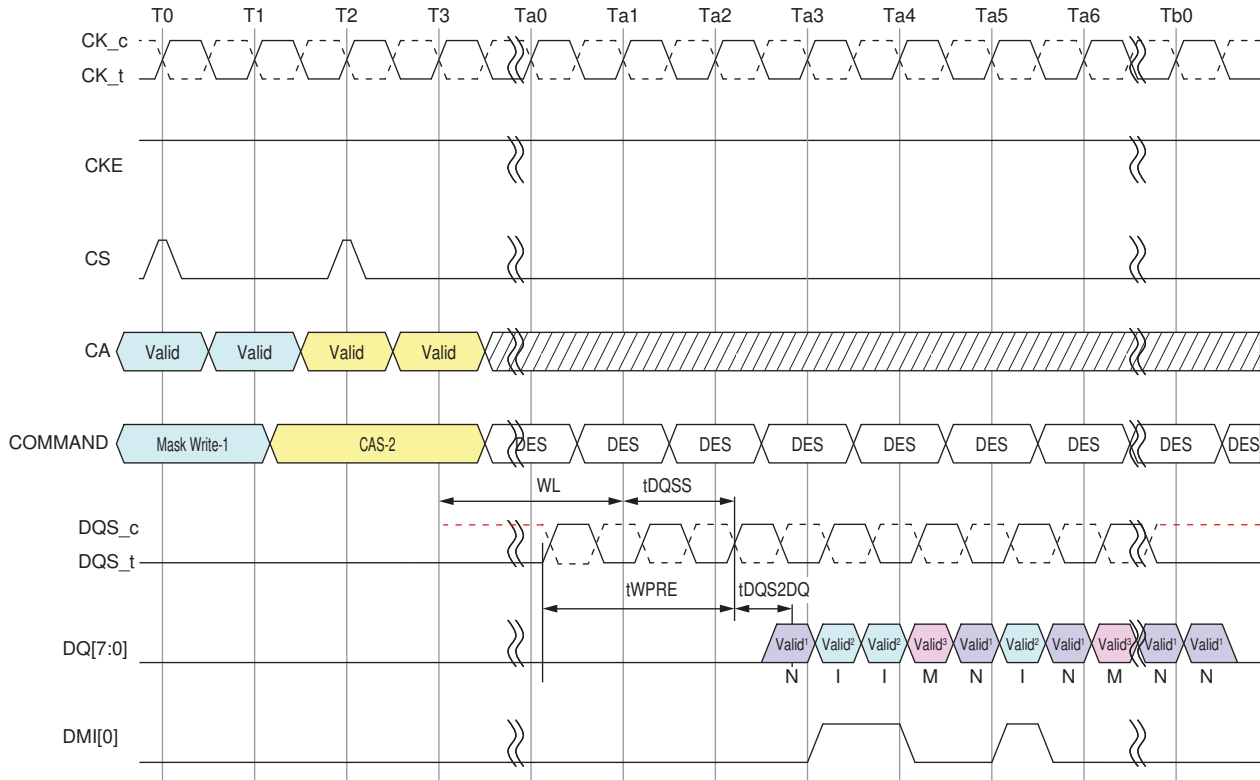 T0 T1 T2 T3 Ta0 Ta1 Ta2 Ta3 Ta4 Ta5 Ta6 Tb0
CK_c
CK_t
CKE
CS
CA Valid Valid Valid Valid
COMMAND Mask Write-1 CAS-2 DES DES DES DES DES DES DES DES DES
WL tDQSS
DQS_c
DQS_t
tWPRE tDQS2DQ
DQ[7:0] Valid¹ Valid² Valid² Valid³ Valid¹ Valid² Valid¹ Valid³ Valid¹ Valid¹
N I I M N I N M N N
DMI[0]